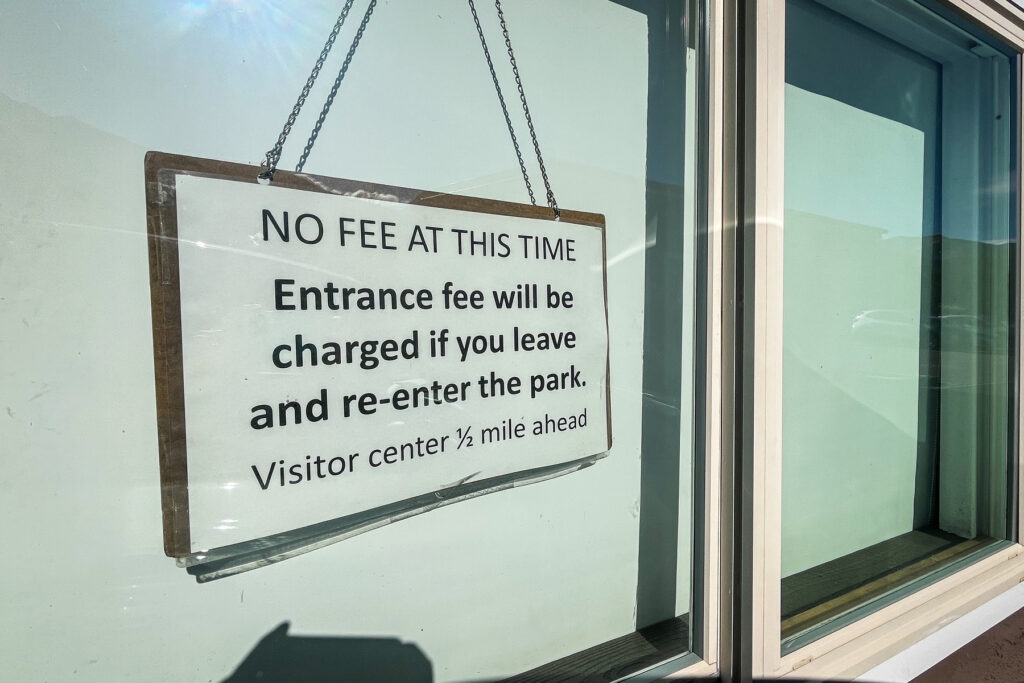 NO FEE AT THIS TIME
Entrance fee will be
charged if you leave
and re-enter the park.
Visitor center ½ mile ahead